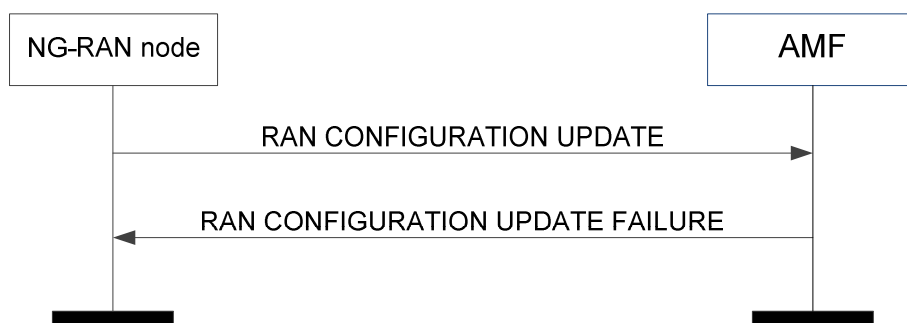 NG-RAN node
AMF
RAN CONFIGURATION UPDATE
RAN CONFIGURATION UPDATE FAILURE